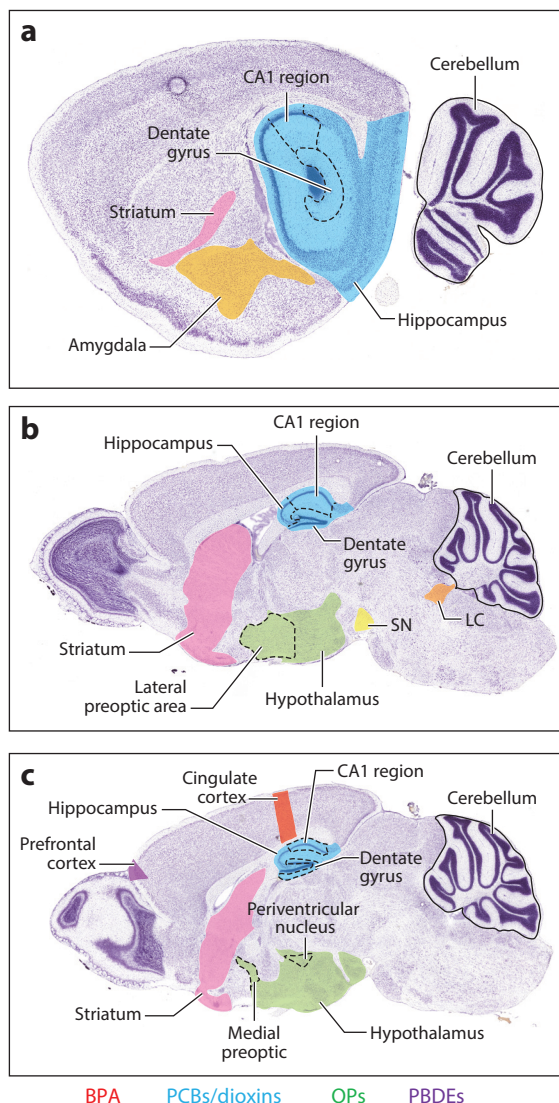 a
CA1 region
Cerebellum
Dentate
gyrus
Striatum
Amygdala
Hippocampus
b
CA1 region
Hippocampus
Cerebellum
Dentate
gyrus
SN
LC
Striatum
Lateral
preoptic area
Hypothalamus
c
Cingulate
cortex
CA1 region
Hippocampus
Cerebellum
Prefrontal
cortex
Dentate
gyrus
Periventricular
nucleus
Striatum
Medial
preoptic
Hypothalamus
BPA PCBs/dioxins OPs PBDEs